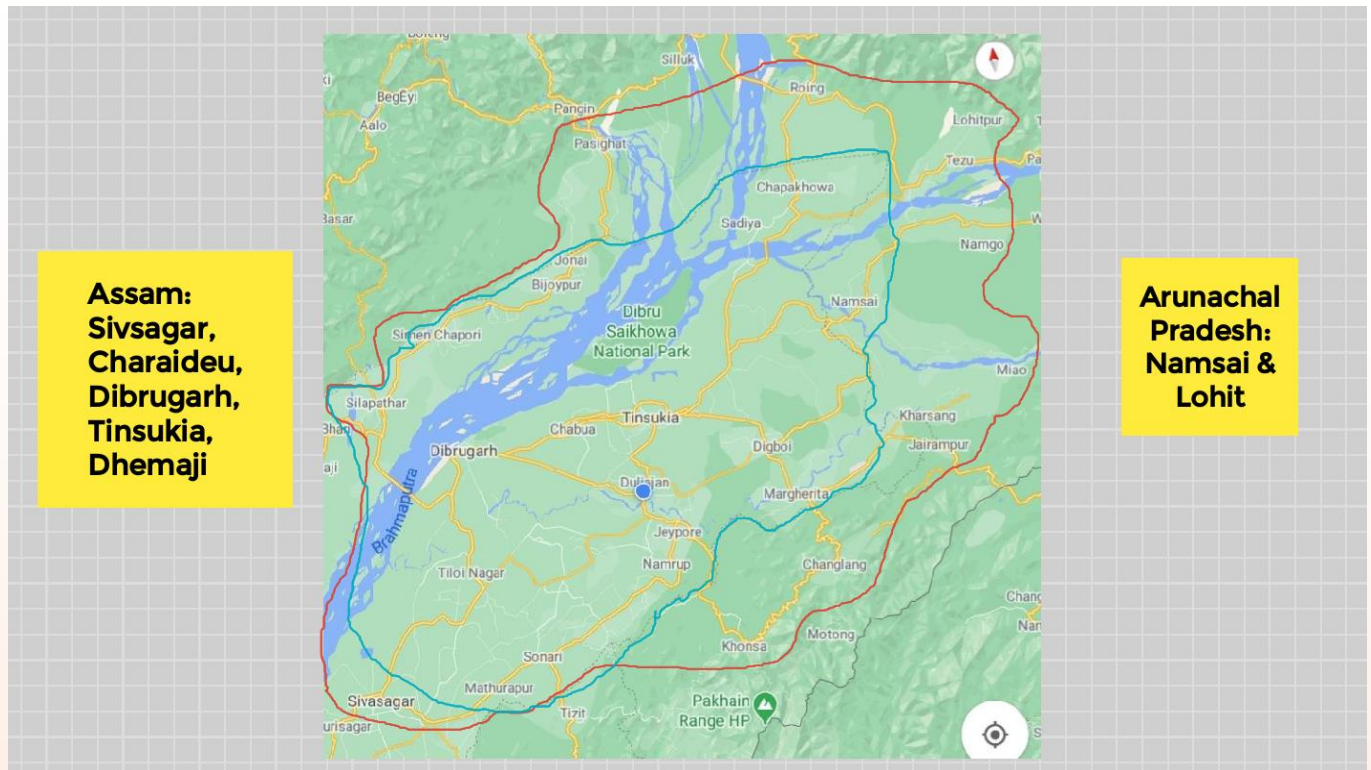 Assam:
Sivsagar,
Charaideu,
Dibrugarh,
Tinsukia,
Dhemaji
Silluk
Roing
BegEyi
Pangin
Aalo
Lohitpur
Pasighat
Tezu
Chapakhowa
Basar
Sadiya
Namgo
Jonai
Bijoypur
Namsai
Dibru
Saikhowa
National Park
Simen Chapori
Miao
Silapathar
Tinsukia
Kharsang
Chabua
Digboi
Jairampur
Dibrugarh
Duliajan
Margherita
Brahmaputra
Jeypore
Tiloi Nagar
Namrup
Changlang
Motong
Khonsa
Sonari
Mathurapur
Sivasagar
Tizit
Pakhain
Range HP
Arunachal
Pradesh:
Namsai &
Lohit